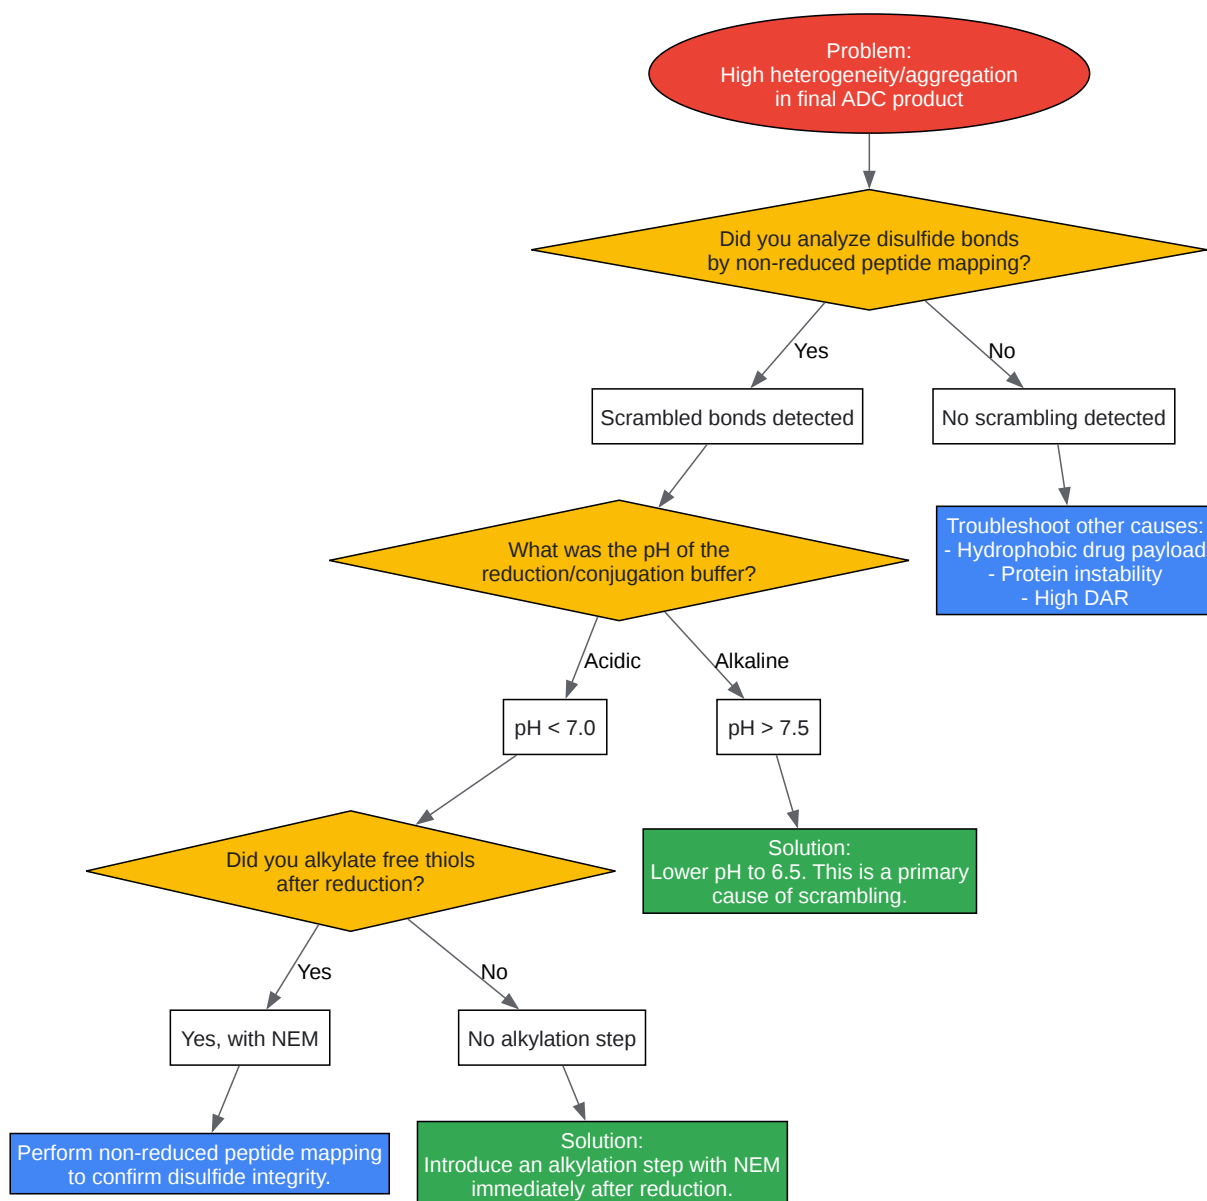 Problem:
High heterogeneity/aggregation
in final ADC product
Did you analyze disulfide bonds
by non-reduced peptide mapping?
Yes
No
Scrambled bonds detected
No scrambling detected
What was the pH of the
reduction/conjugation buffer?
Troubleshoot other causes:
- Hydrophobic drug payload
- Protein instability
- High DAR
Acidic
Alkaline
pH < 7.0
pH > 7.5
Did you alkylate free thiols
after reduction?
Solution:
Lower pH to 6.5. This is a primary
cause of scrambling.
Yes
No
Yes, with NEM
No alkylation step
Perform non-reduced peptide mapping
to confirm disulfide integrity.
Solution:
Introduce an alkylation step with NEM
immediately after reduction.